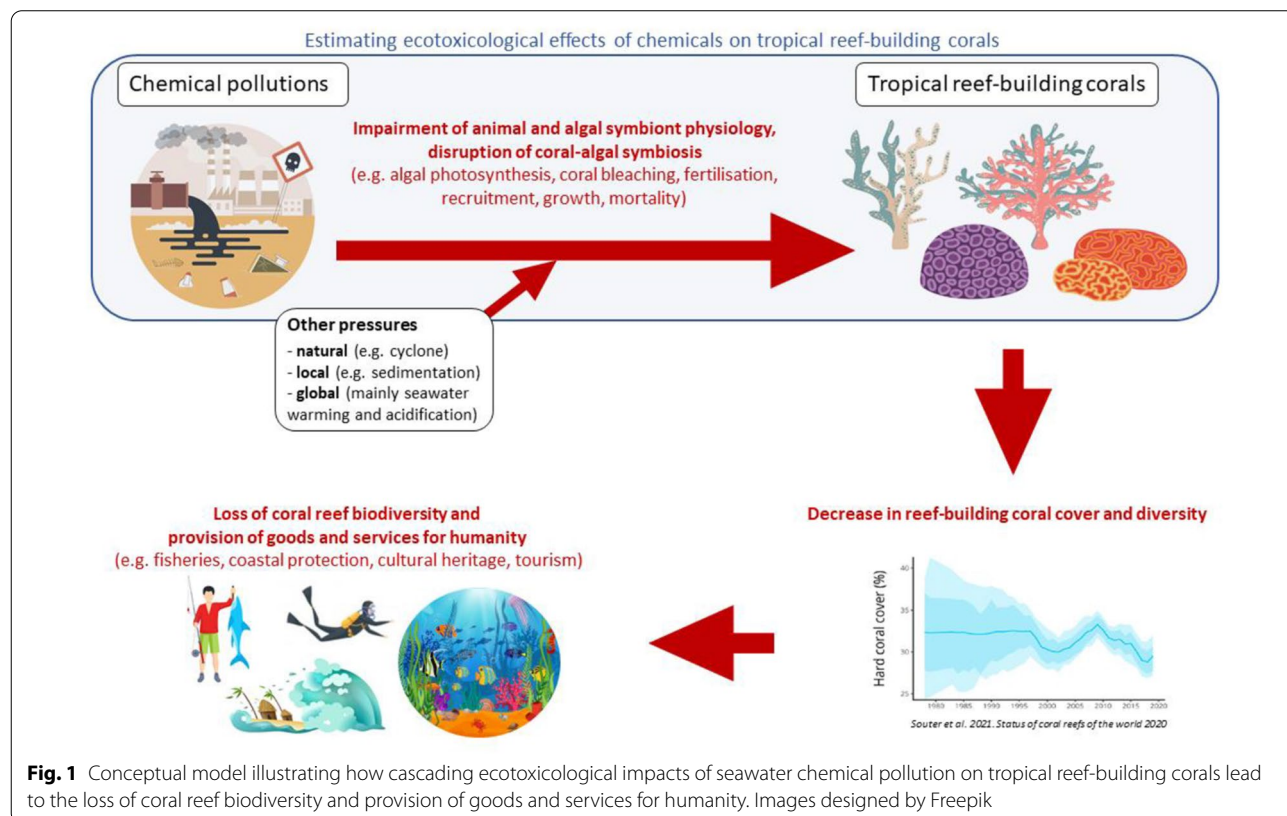 Estimating ecotoxicological effects of chemicals on tropical reef-building corals
Chemical pollutions
Tropical reef-building corals
Impairment of animal and algal symbiont physiology,
disruption of coral-algal symbiosis
(e.g. algal photosynthesis, coral bleaching, fertilisation,
recruitment, growth, mortality)
Other pressures
- natural (e.g. cyclone)
- local (e.g. sedimentation)
- global (mainly seawater
warming and acidification)
Loss of coral reef biodiversity and
provision of goods and services for humanity
(e.g. fisheries, coastal protection, cultural heritage, tourism)
Decrease in reef-building coral cover and diversity
Hard coral cover (%)
40
35
30
25
1980 1985 1990 1995 2000 2005 2010 2015 2020
Souter et al. 2021. Status of coral reefs of the world 2020
Fig. 1 Conceptual model illustrating how cascading ecotoxicological impacts of seawater chemical pollution on tropical reef-building corals lead
to the loss of coral reef biodiversity and provision of goods and services for humanity. Images designed by Freepik